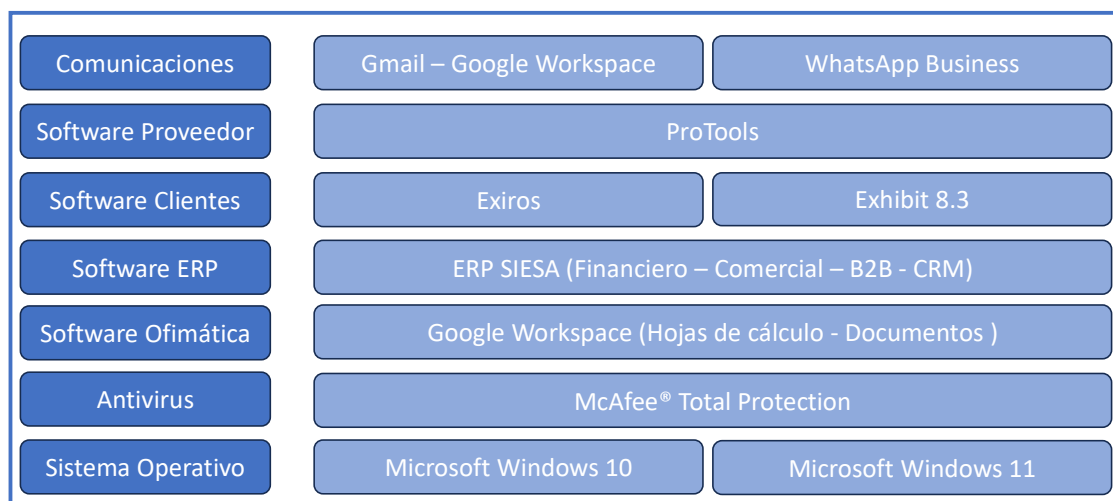 Comunicaciones
Gmail – Google Workspace
WhatsApp Business
Software Proveedor
ProTools
Software Clientes
Exiros
Exhibit 8.3
Software ERP
ERP SIESA (Financiero – Comercial – B2B - CRM)
Software Ofimática
Google Workspace (Hojas de cálculo - Documentos )
Antivirus
McAfee® Total Protection
Sistema Operativo
Microsoft Windows 10
Microsoft Windows 11